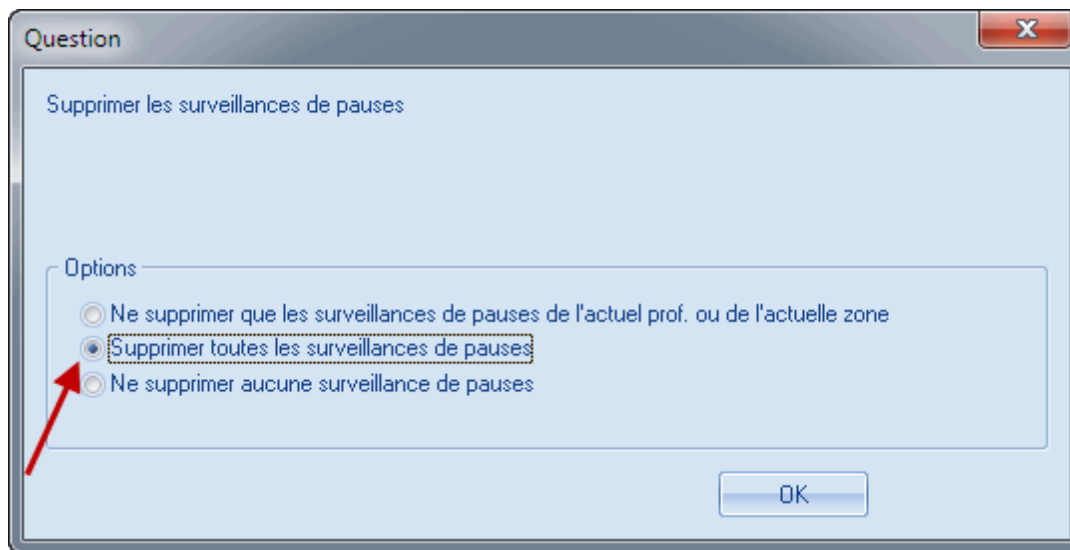 Question
Supprimer les surveillances de pauses
Options
Ne supprimer que les surveillances de pauses de l'actuel prof. ou de l'actuelle zone
Supprimer toutes les surveillances de pauses
Ne supprimer aucune surveillance de pauses
OK